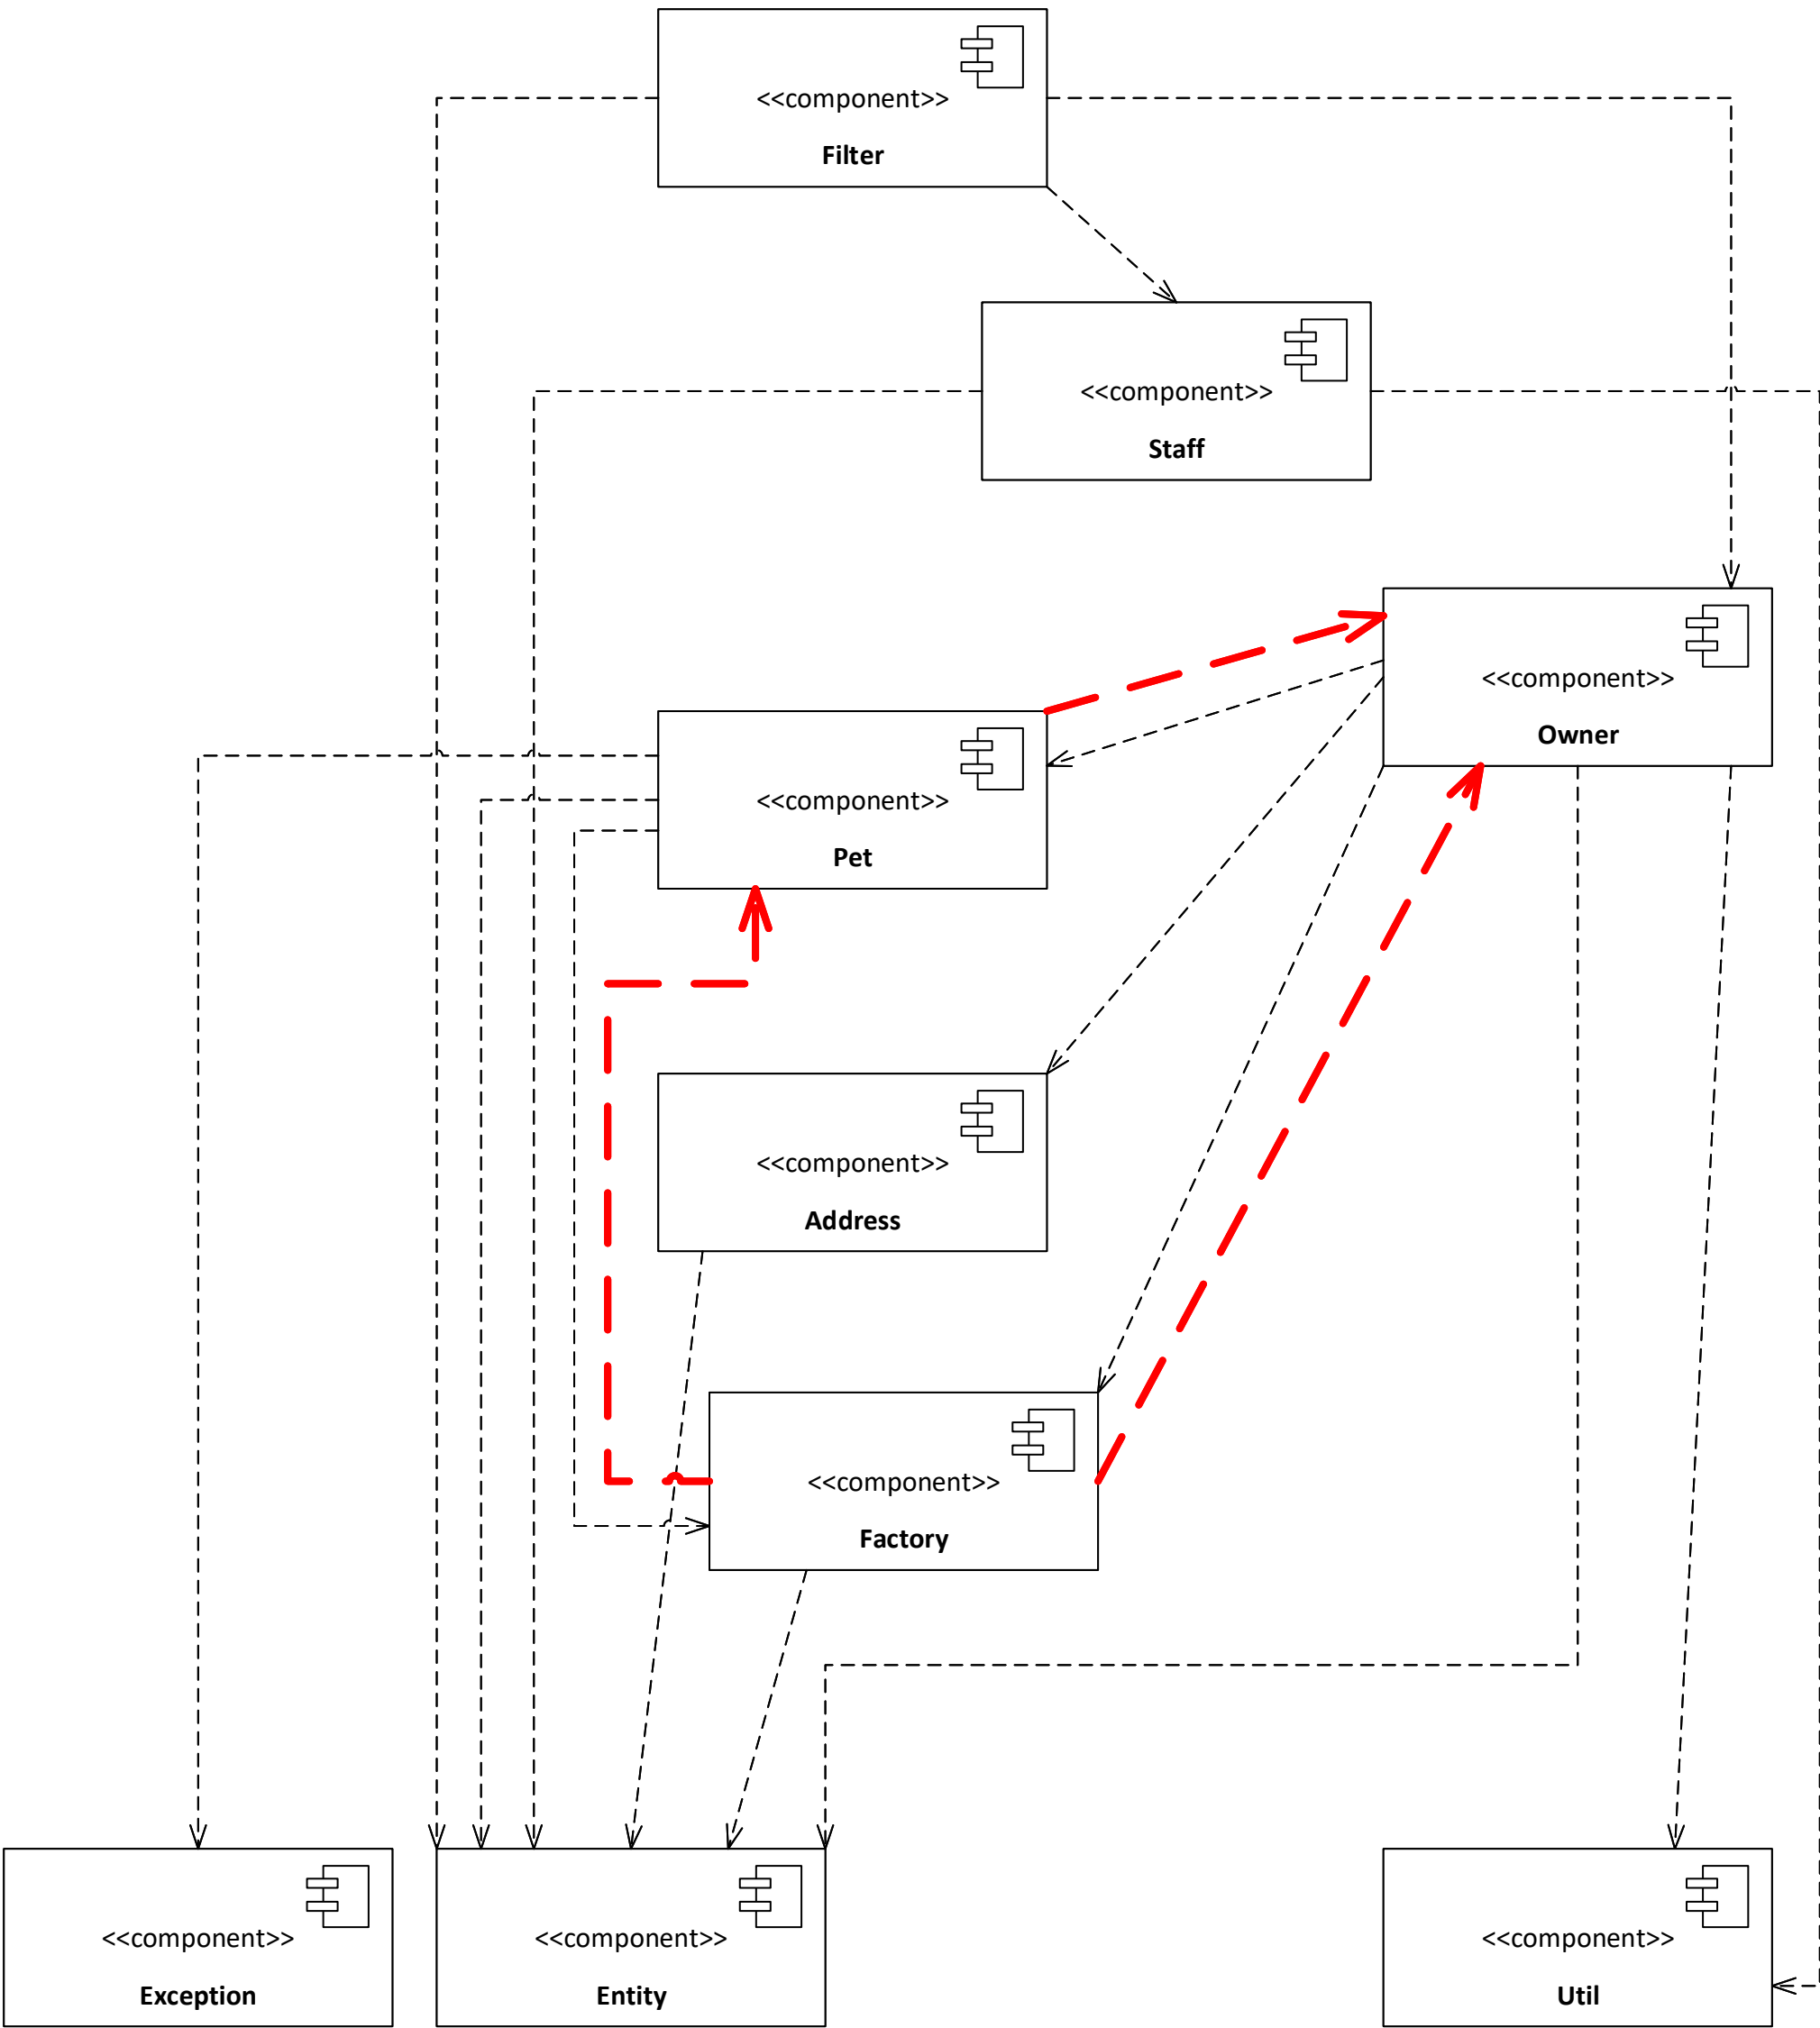 <<component>>
Filter
<<component>>
Staff
<<component>>
Owner
<<component>>
Pet
<<component>>
Address
<<component>>
Factory
<<component>>
Exception
<<component>>
Entity
<<component>>
Util